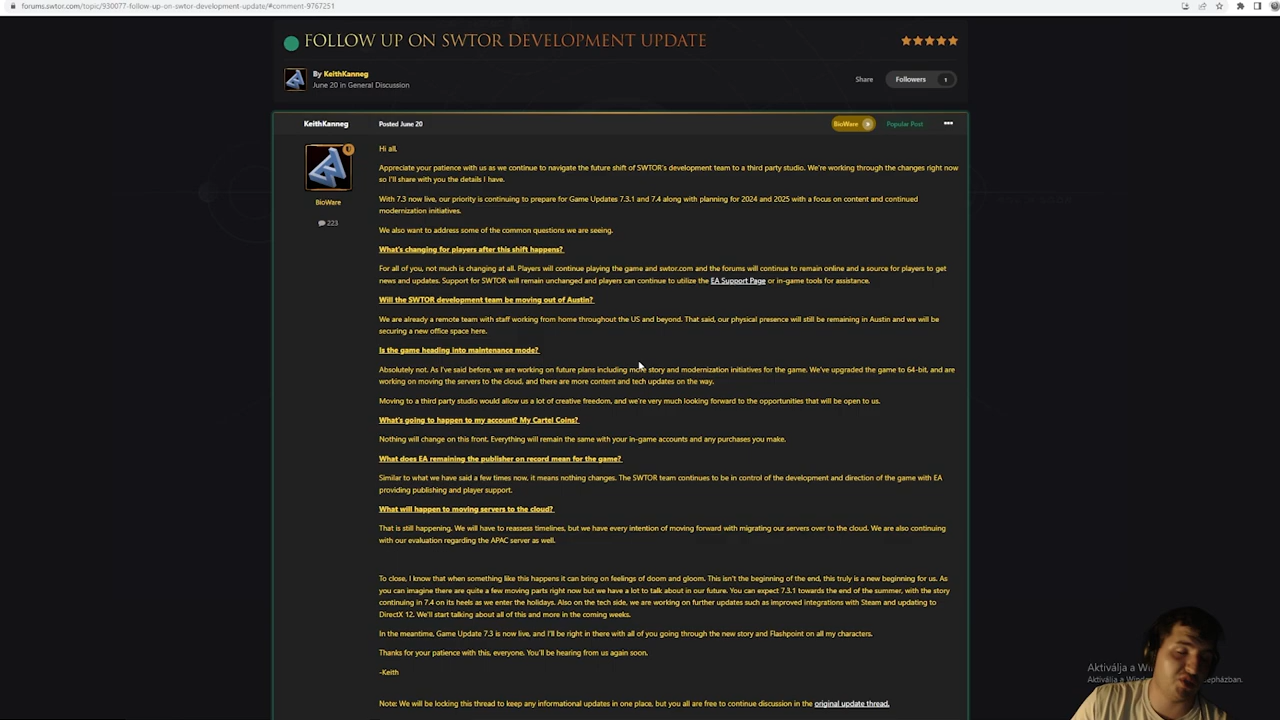 forums.swtor.com/topic/930077-follow-up-on-swtor-development-update/#comment-9767251
FOLLOW UP ON SWTOR DEVELOPMENT UPDATE
By KeithKanneg
June 20 in General Discussion
Share
Followers 1
KeithKanneg
Posted June 20
BioWare
Popular Post
BioWare
223
Hi all,
Appreciate your patience with us as we continue to navigate the future shift of SWTOR's development team to a third party studio. We're working through the changes right now
so I'll share with you the details I have.
With 7.3 now live, our priority is continuing to prepare for Game Updates 7.3.1 and 7.4 along with planning for 2024 and 2025 with a focus on content and continued
modernization initiatives.
We also want to address some of the common questions we are seeing.
What's changing for players after this shift happens?
For all of you, not much is changing at all. Players will continue playing the game and swtor.com and the forums will continue to remain online and a source for players to get
news and updates. Support for SWTOR will remain unchanged and players can continue to utilize the EA Support Page or in-game tools for assistance.
Will the SWTOR development team be moving out of Austin?
We are already a remote team with staff working from home throughout the US and beyond. That said, our physical presence will still be remaining in Austin and we will be
securing a new office space here.
Is the game heading into maintenance mode?
Absolutely not. As I've said before, we are working on future plans including more story and modernization initiatives for the game. We've upgraded the game to 64-bit, and are
working on moving the servers to the cloud, and there are more content and tech updates on the way.
Moving to a third party studio would allow us a lot of creative freedom, and we're very much looking forward to the opportunities that will be open to us.
What's going to happen to my account? My Cartel Coins?
Nothing will change on this front. Everything will remain the same with your in-game accounts and any purchases you make.
What does EA remaining the publisher on record mean for the game?
Similar to what we have said a few times now, it means nothing changes. The SWTOR team continues to be in control of the development and direction of the game with EA
providing publishing and player support.
What will happen to moving servers to the cloud?
That is still happening. We will have to reassess timelines, but we have every intention of moving forward with migrating our servers over to the cloud. We are also continuing
with our evaluation regarding the APAC server as well.
To close, I know that when something like this happens it can bring on feelings of doom and gloom. This isn't the beginning of the end, this truly is a new beginning for us. As
you can imagine there are quite a few moving parts right now but we have a lot to talk about in our future. You can expect 7.3.1 towards the end of the summer, with the story
continuing in 7.4 on its heels as we enter the holidays. Also on the tech side, we are working on further updates such as improved integrations with Steam and updating to
DirectX 12. We'll start talking about all of this and more in the coming weeks.
In the meantime, Game Update 7.3 is now live, and I'll be right in there with all of you going through the new story and Flashpoint on all my characters.
Thanks for your patience with this, everyone. You'll be hearing from us again soon.
-Keith
Note: We will be locking this thread to keep any informational updates in one place, but you all are free to continue discussion in the original update thread.
Aktiválja a
Aktiválja a